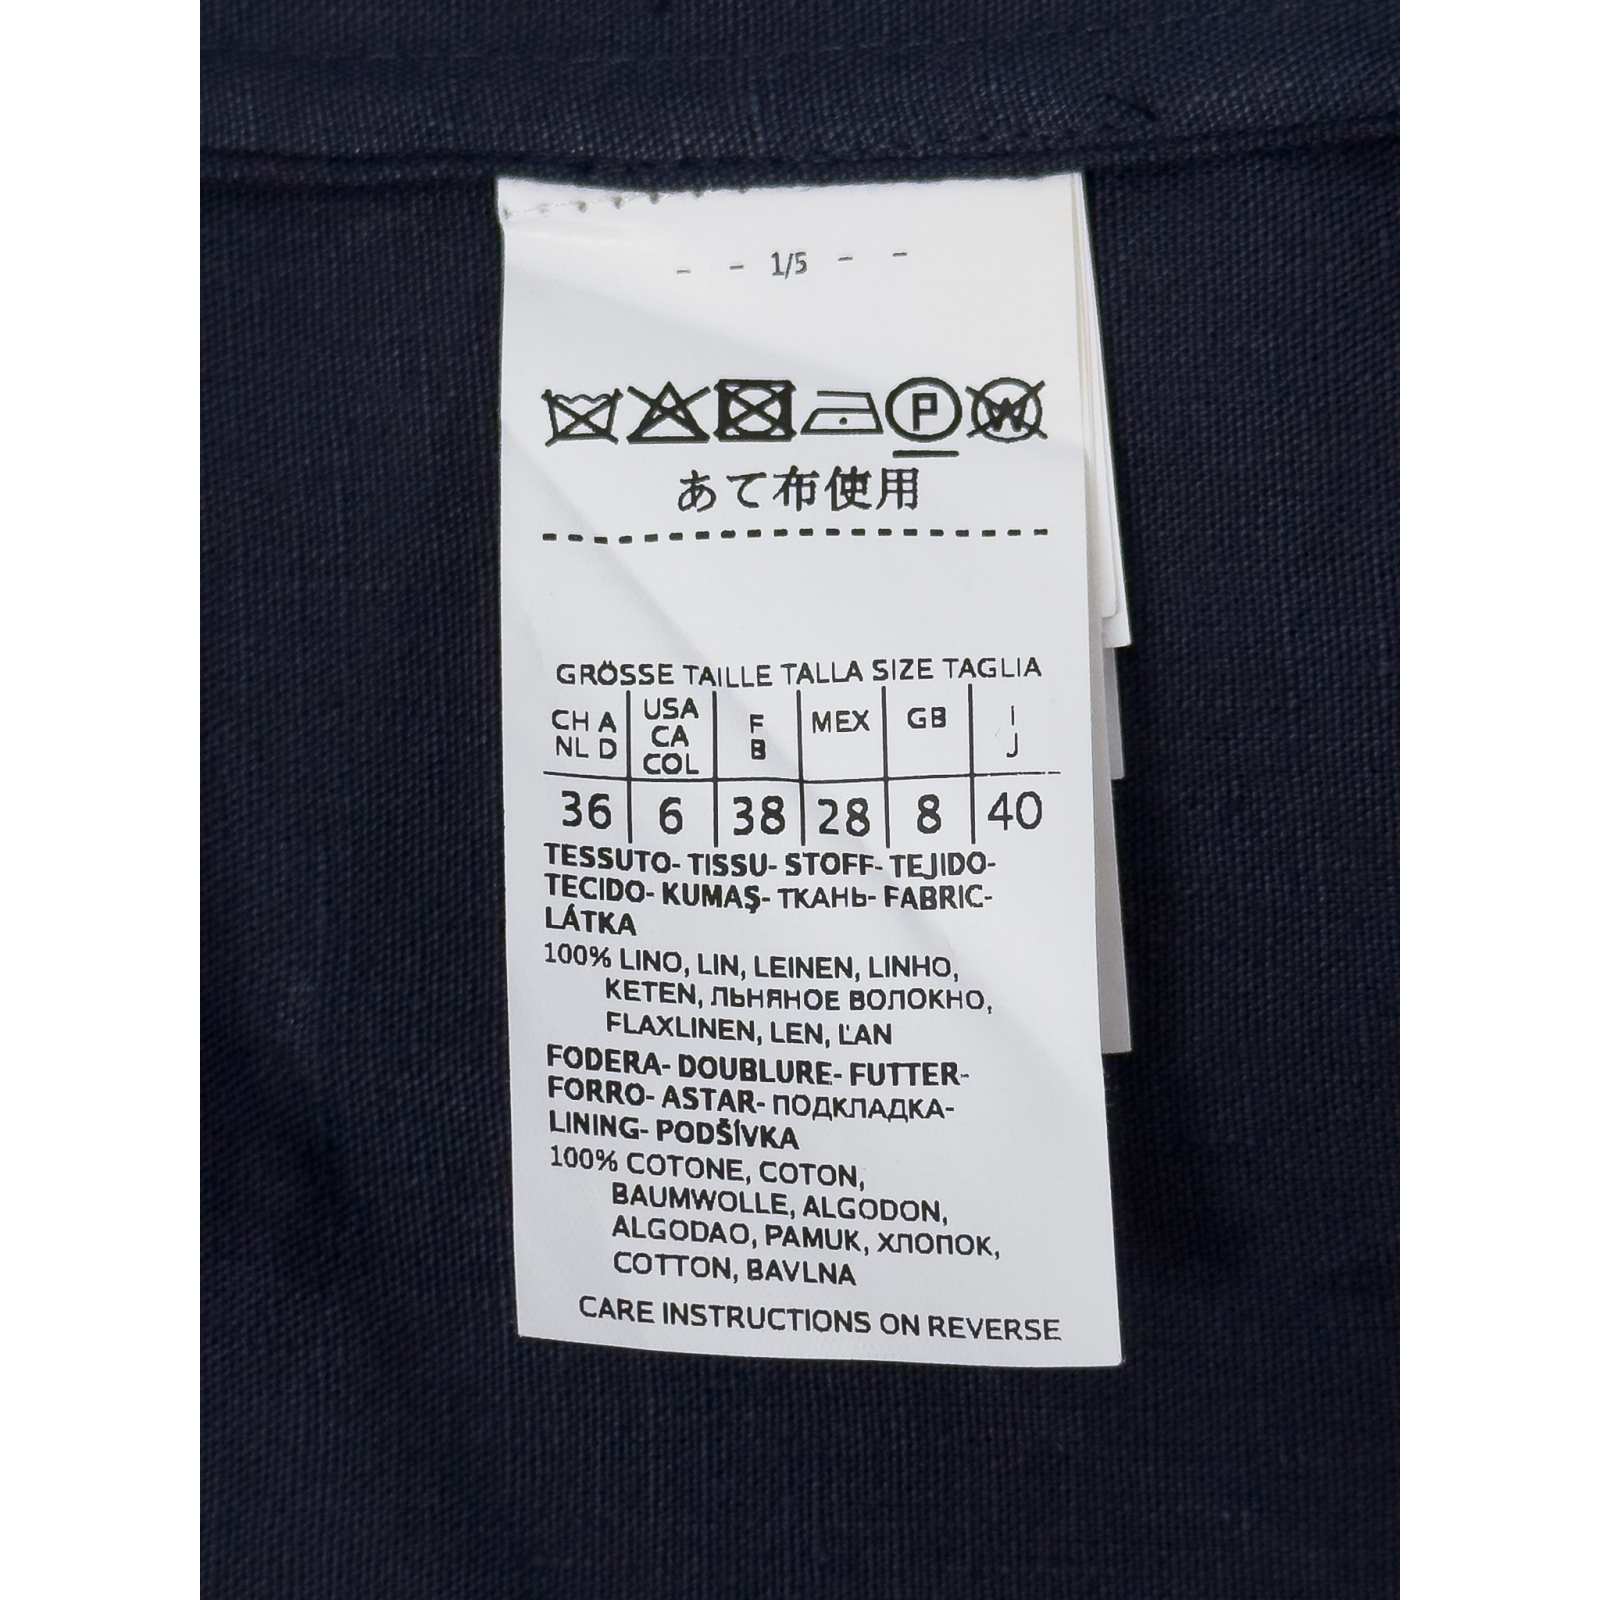 - - 1/5 - -
P W
あて布使用
GRÖSSE TAILLE TALLA SIZE TAGLIA
CH A NL D USA CA COL F B MEX GB I J
36 6 38 28 8 40
TESSUTO- TISSU- STOFF- TEJIDO-
TECIDO- KUMAŞ- ТКАНЬ- FABRIC-
LÁTKA
100% LINO, LIN, LEINEN, LINHO,
KETEN, ЛЬНЯНОЕ ВОЛОКНО,
FLAXLINEN, LEN, ĽAN
FODERA- DOUBLURE- FUTTER-
FORRO- ASTAR- ПОДКЛАДКА-
LINING- PODŠÍVKA
100% COTONE, COTON,
BAUMWOLLE, ALGODON,
ALGODAO, PAMUK, ХЛОПОК,
COTTON, BAVLNA
CARE INSTRUCTIONS ON REVERSE